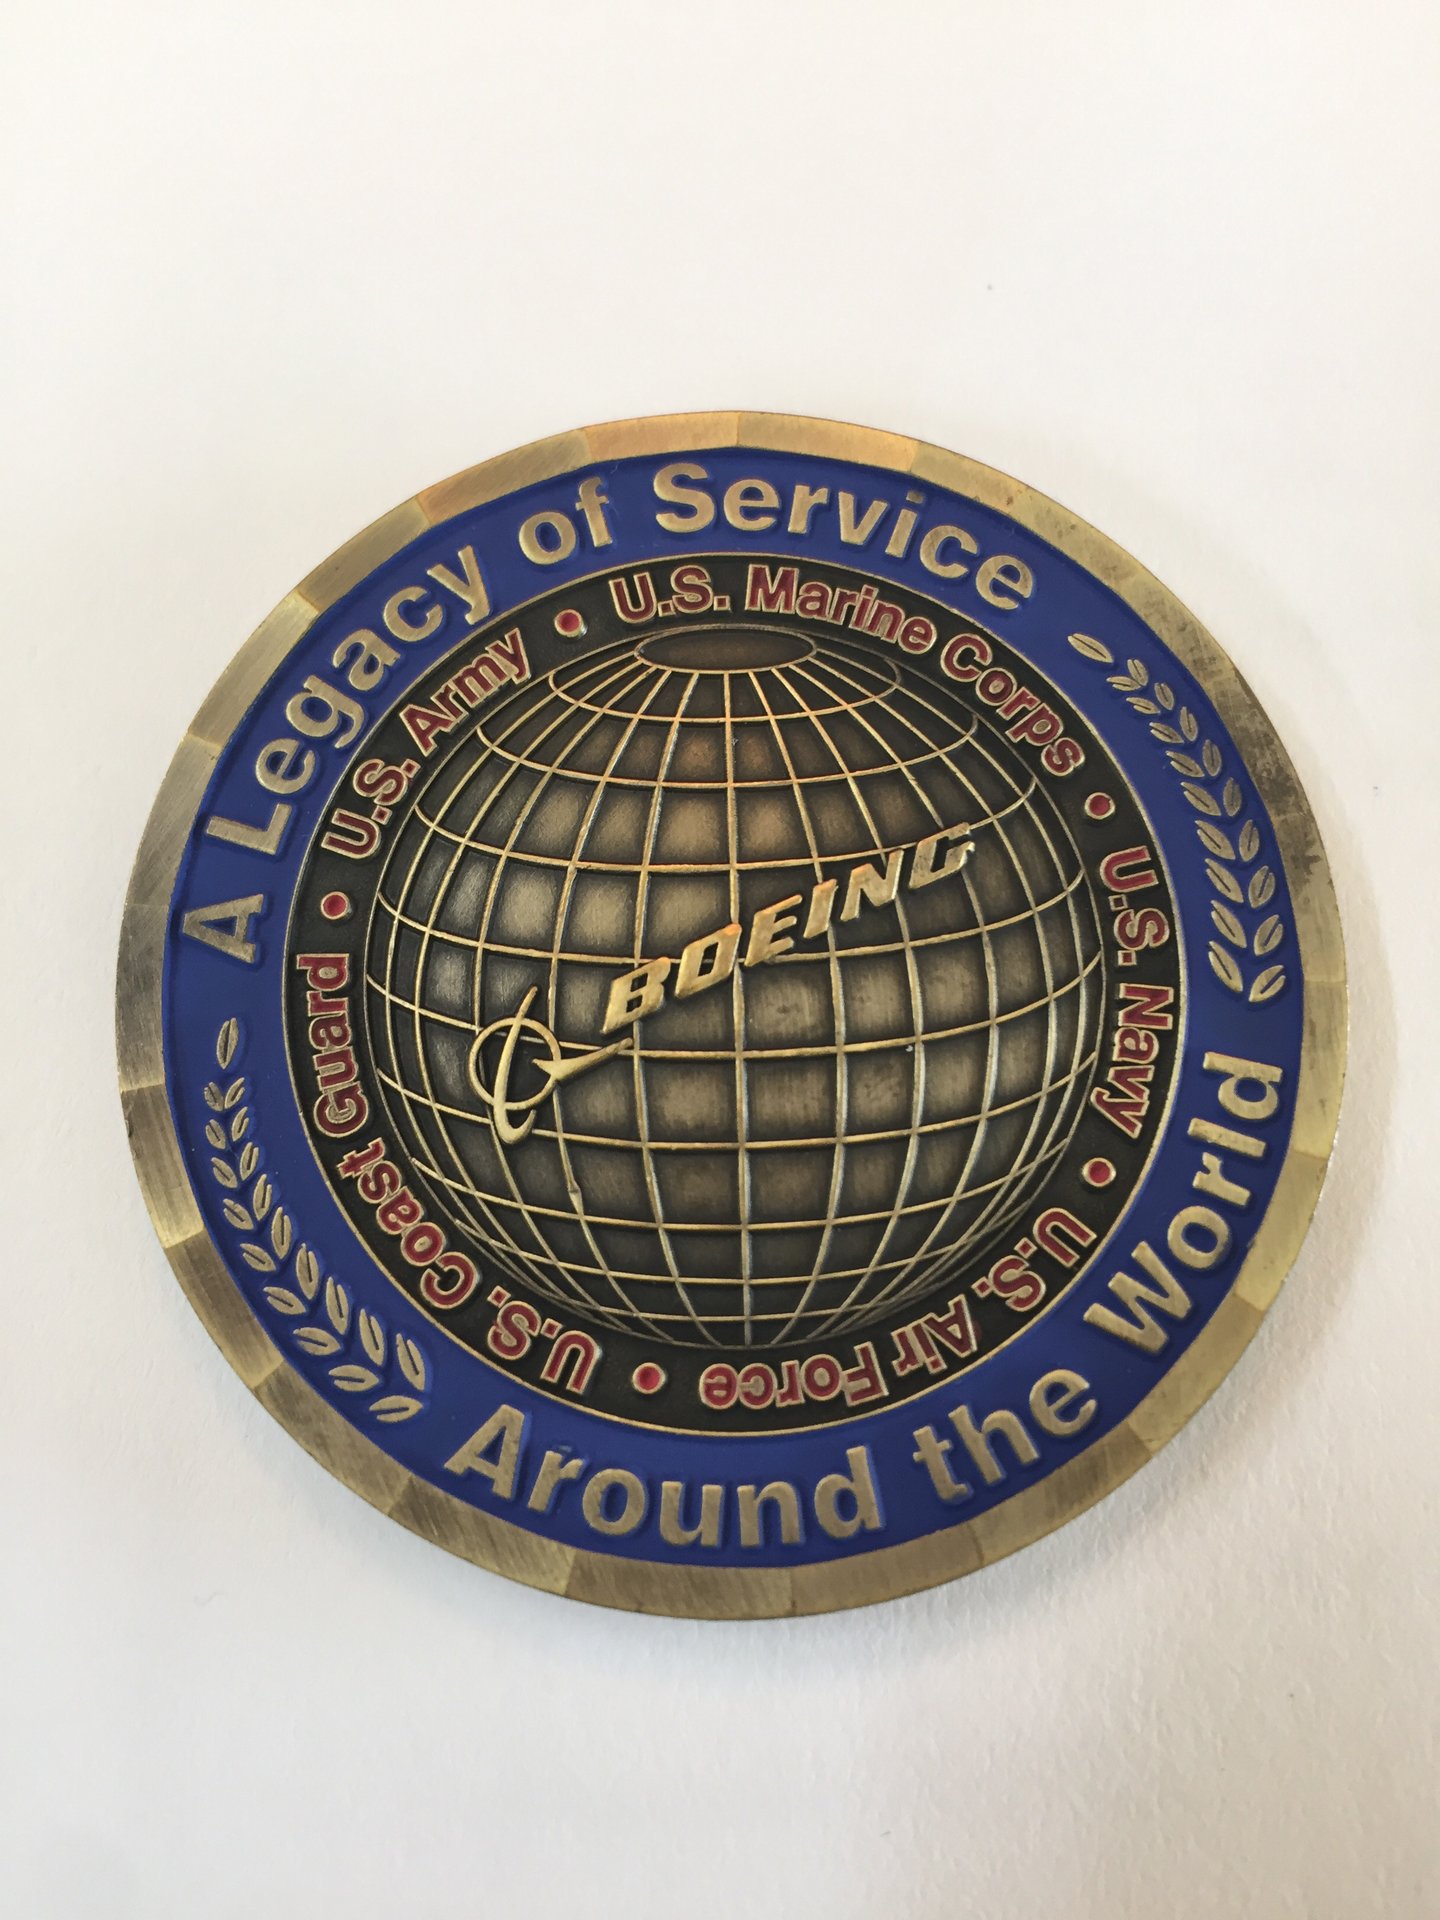 A Legacy of Service
Around the World
U.S. Army • U.S. Marine Corps • U.S. Navy • U.S. Air Force • U.S. Coast Guard •
BOEING